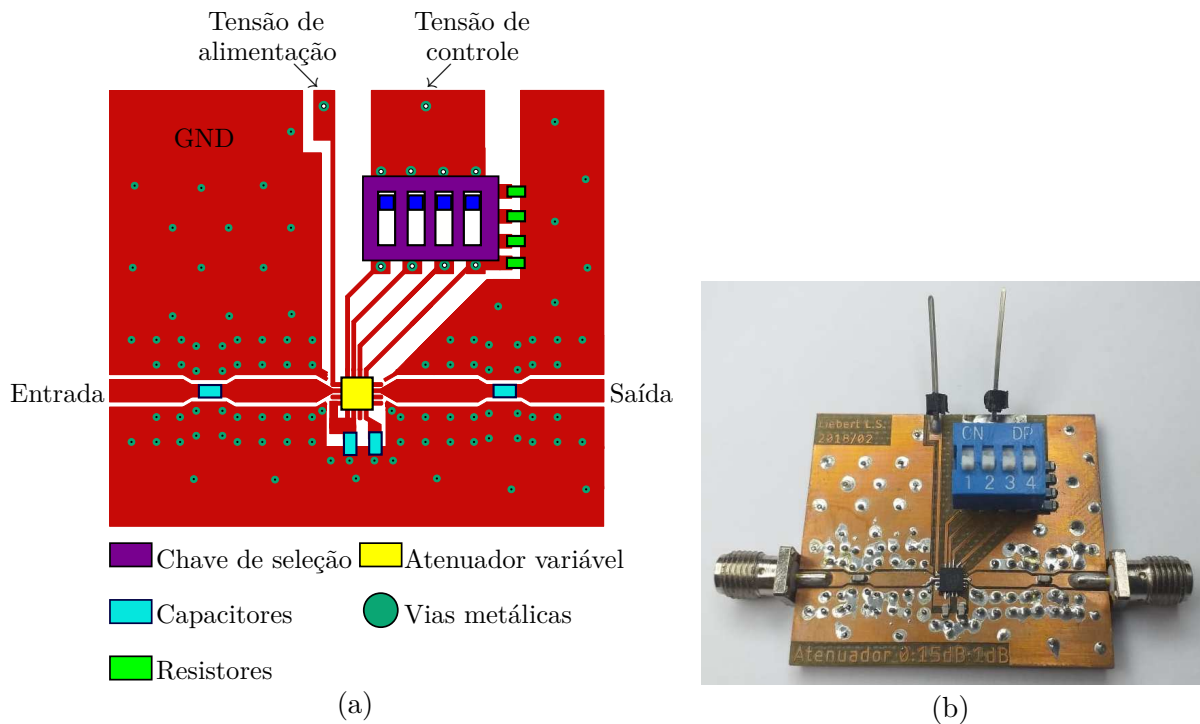 Tensão de
alimentação
Tensão de
controle
GND
Entrada
Saída
Chave de seleção
Atenuador variável
Capacitores
Vias metálicas
Resistores
(a)
Liebert L.S.
2018/02
ON DP
1 2 3 4
Atenuador 0:15dB-1dB
(b)